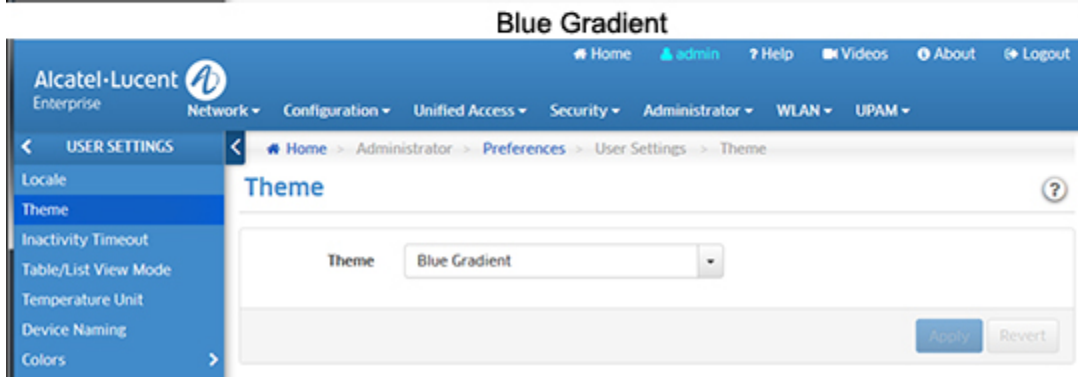 Blue Gradient
Home admin ? Help Videos About Logout
Alcatel·Lucent
Enterprise
Network Configuration Unified Access Security Administrator WLAN UPAM
USER SETTINGS
Home > Administrator > Preferences > User Settings > Theme
Locale
Theme
Inactivity Timeout
Table/List View Mode
Temperature Unit
Device Naming
Colors
Theme
?
Theme Blue Gradient
Apply Revert